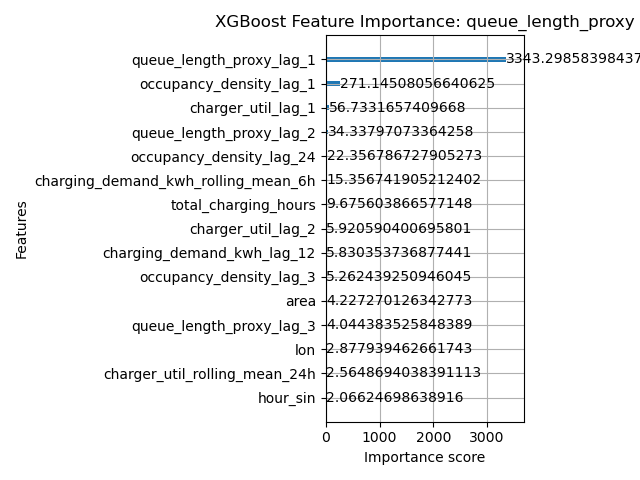 XGBoost Feature Importance: queue_length_proxy
queue_length_proxy_lag_1 3343.29858398437
occupancy_density_lag_1 271.14508056640625
charger_util_lag_1 56.7331657409668
queue_length_proxy_lag_2 34.33797073364258
occupancy_density_lag_24 22.356786727905273
charging_demand_kwh_rolling_mean_6h 15.356741905212402
total_charging_hours 9.675603866577148
charger_util_lag_2 5.920590400695801
charging_demand_kwh_lag_12 5.830353736877441
occupancy_density_lag_3 5.262439250946045
area 4.227270126342773
queue_length_proxy_lag_3 4.044383525848389
lon 2.877939462661743
charger_util_rolling_mean_24h 2.5648694038391113
hour_sin 2.06624698638916
Features
0 1000 2000 3000
Importance score